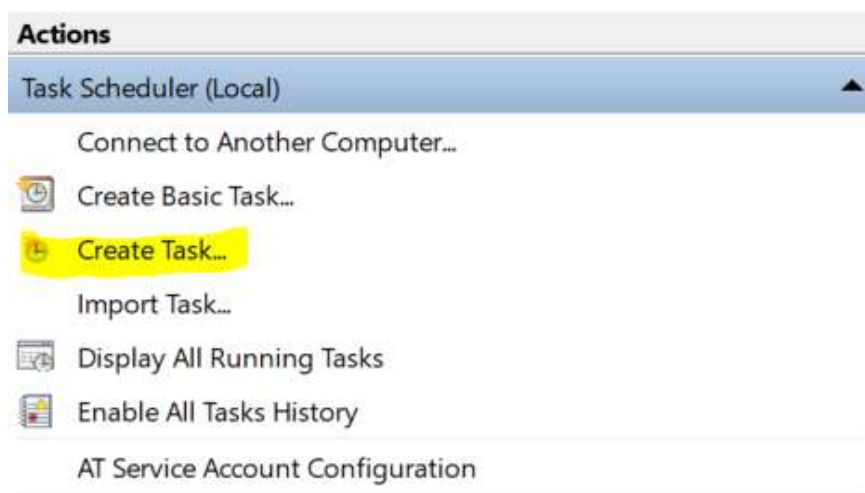 Actions
Task Scheduler (Local)
Connect to Another Computer...
Create Basic Task...
Create Task...
Import Task...
Display All Running Tasks
Enable All Tasks History
AT Service Account Configuration